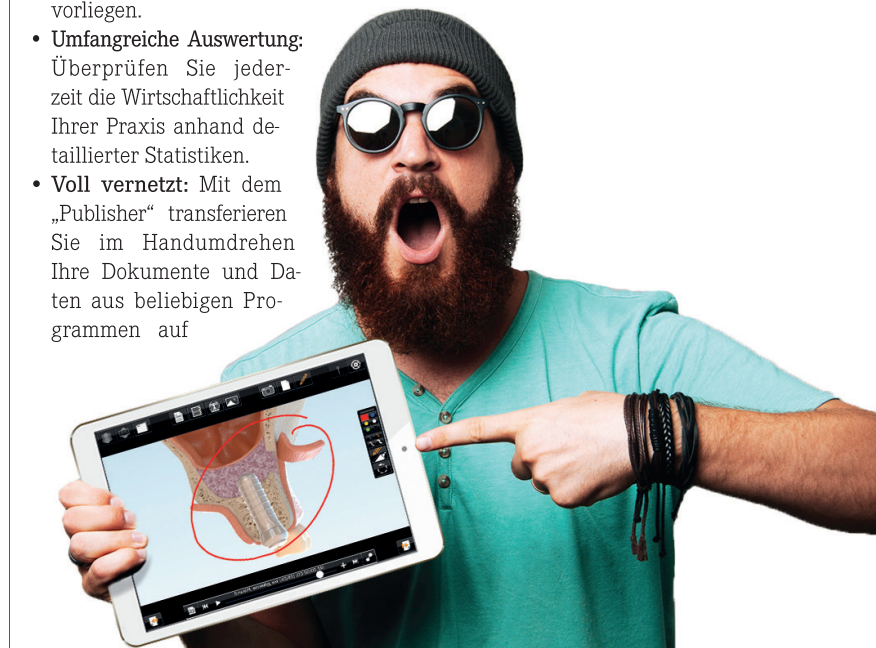 vorliegen.
• Umfangreiche Auswertung:
Überprüfen Sie jeder-
zeit die Wirtschaftlichkeit
Ihrer Praxis anhand de-
taillierter Statistiken.
• Voll vernetzt: Mit dem
„Publisher“ transferieren
Sie im Handumdrehen
Ihre Dokumente und Da-
ten aus beliebigen Pro-
grammen auf